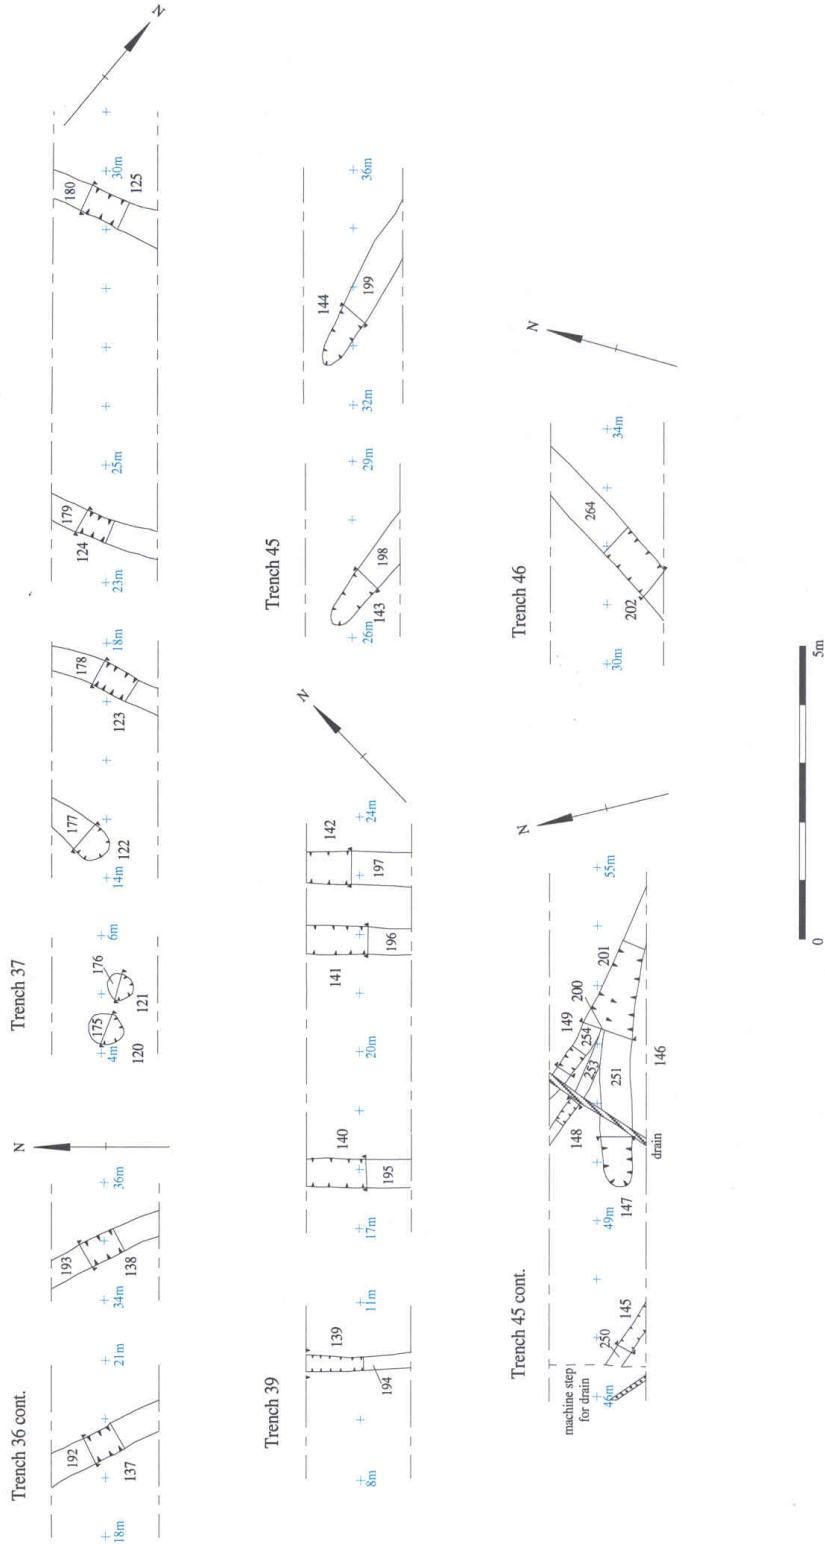 Trench 36 cont.
192
137
18m
21m
193
138
34m
36m
N
Trench 37
175
176
120
121
4m
6m
177
122
14m
178
123
18m
179
124
23m
25m
180
125
30m
N
Trench 39
139
194
8m
11m
140
195
17m
20m
141
196
142
197
24m
N
Trench 45
143
198
26m
29m
144
199
32m
36m
Trench 45 cont.
machine step
for drain
46m
250
145
49m
147
148
drain
253
254
149
251
200
201
146
55m
N
Trench 46
202
264
30m
34m
N
0
5m